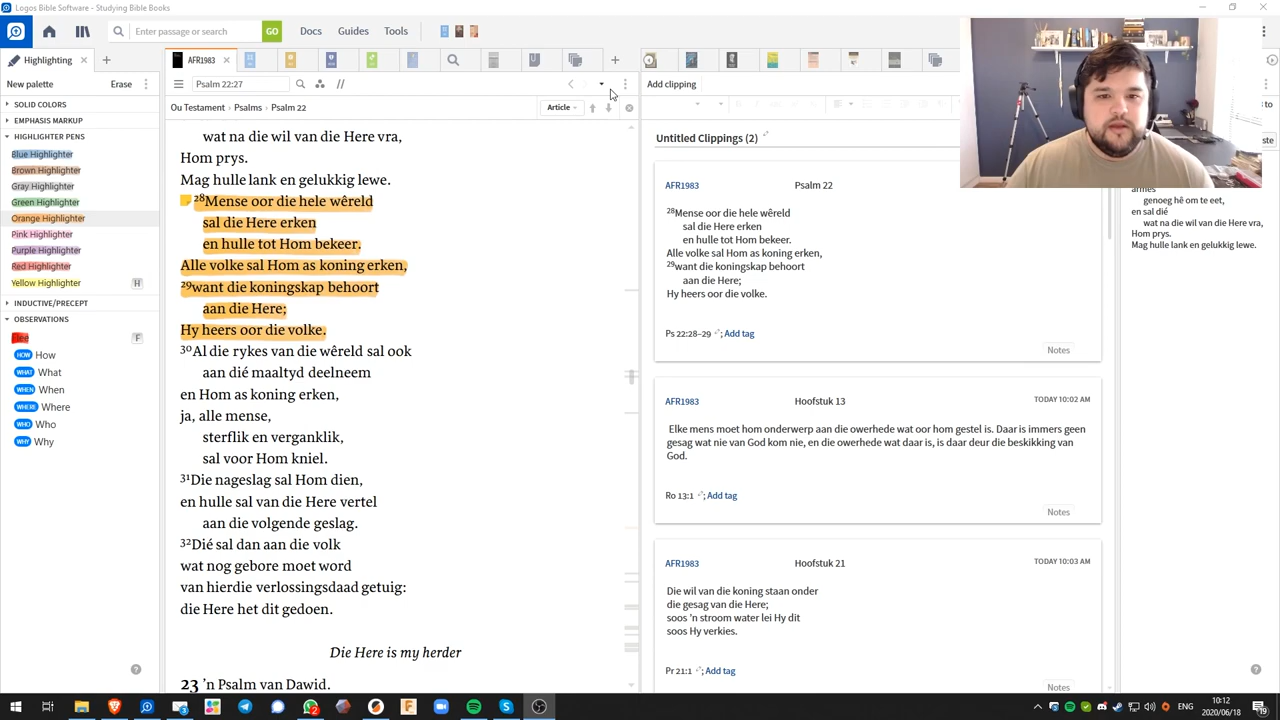 Logos Bible Software - Studying Bible Books
Enter passage or search
GO
Docs
Guides
Tools
Highlighting
AFR1983
New palette
Erase
Psalm 22:27
Add clipping
SOLID COLORS
EMPHASIS MARKUP
HIGHLIGHTER PENS
Blue Highlighter
Brown Highlighter
Gray Highlighter
Green Highlighter
Orange Highlighter
Pink Highlighter
Purple Highlighter
Red Highlighter
Yellow Highlighter
H
INDUCTIVE/PRECEPT
OBSERVATIONS
F
HOW How
WHAT What
WHEN When
WHERE Where
WHO Who
WHY Why
Ou Testament › Psalms › Psalm 22
Article
wat na die wil van die Here vra,
Hom prys.
Mag hulle lank en gelukkig lewe.
28Mense oor die hele wêreld
sal die Here erken
en hulle tot Hom bekeer.
Alle volke sal Hom as koning erken,
29want die koningskap behoort
aan die Here;
Hy heers oor die volke.
30Al die rykes van die wêreld sal ook
aan dié maaltyd deelneem
en Hom as koning erken,
ja, alle mense,
sterflik en verganklik,
sal voor Hom kniel.
31Die nageslag sal Hom dien,
en hulle sal van die Here vertel
aan die volgende geslag.
32Dié sal dan aan die volk
wat nog gebore moet word
van hierdie verlossingsdaad getuig:
die Here het dit gedoen.
Die Here is my herder
23 'n Psalm van Dawid.
Untitled Clippings (2)
AFR1983
Psalm 22
28Mense oor die hele wêreld
sal die Here erken
en hulle tot Hom bekeer.
Alle volke sal Hom as koning erken,
29want die koningskap behoort
aan die Here;
Hy heers oor die volke.
Ps 22:28–29 ; Add tag
Notes
AFR1983
Hoofstuk 13
TODAY 10:02 AM
Elke mens moet hom onderwerp aan die owerhede wat oor hom gestel is. Daar is immers geen
gesag wat nie van God kom nie, en die owerhede wat daar is, is daar deur die beskikking van
God.
Ro 13:1 ; Add tag
Notes
AFR1983
Hoofstuk 21
TODAY 10:03 AM
Die wil van die koning staan onder
die gesag van die Here;
soos 'n stroom water lei Hy dit
soos Hy verkies.
Pr 21:1 ; Add tag
Notes
to
ste
armes
genoeg hê om te eet,
en sal dié
wat na die wil van die Here vra,
Hom prys.
Mag hulle lank en gelukkig lewe.
ENG
10:12
2020/06/18
19
3
2